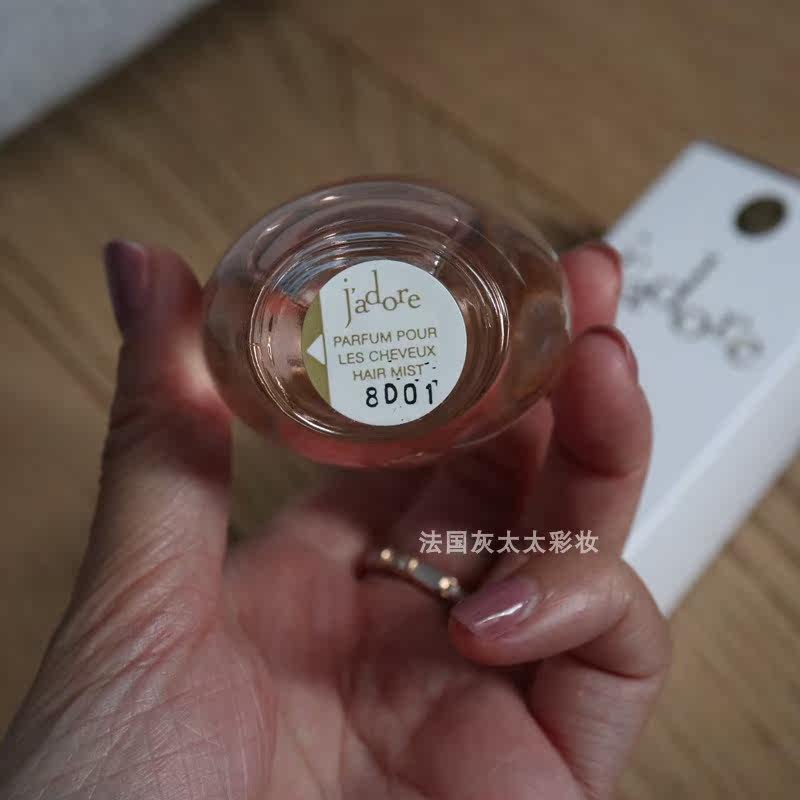 j'adore
PARFUM POUR
LES CHEVEUX
HAIR MIST
8D01
j'adore
法国灰太太彩妆